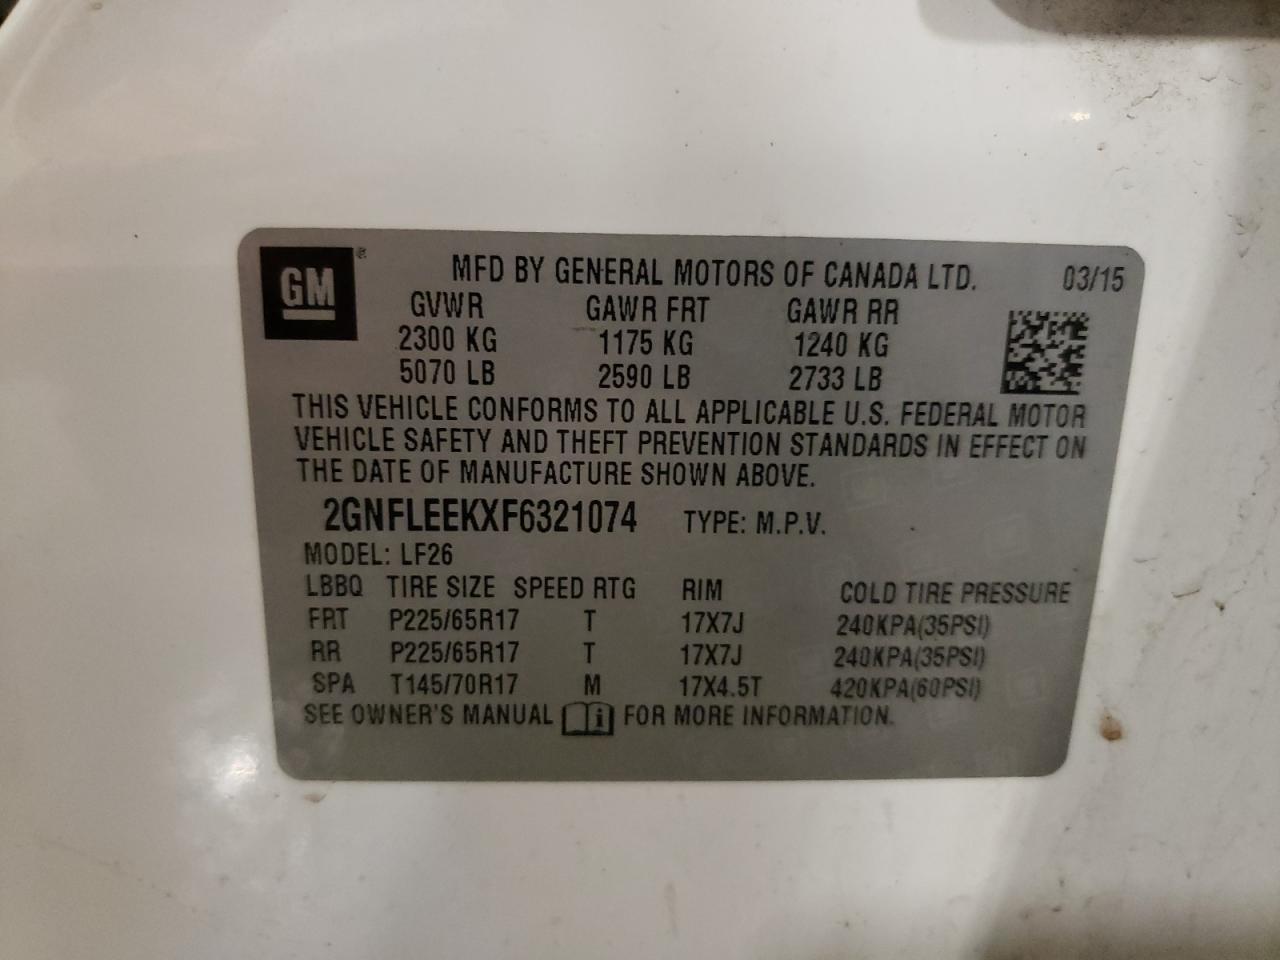 GM ®
MFD BY GENERAL MOTORS OF CANADA LTD. 03/15
GVWR GAWR FRT GAWR RR
2300 KG 1175 KG 1240 KG
5070 LB 2590 LB 2733 LB
THIS VEHICLE CONFORMS TO ALL APPLICABLE U.S. FEDERAL MOTOR
VEHICLE SAFETY AND THEFT PREVENTION STANDARDS IN EFFECT ON
THE DATE OF MANUFACTURE SHOWN ABOVE.
2GNFLEEKXF6321074 TYPE: M.P.V.
MODEL: LF26
LBBQ TIRE SIZE SPEED RTG RIM COLD TIRE PRESSURE
FRT P225/65R17 T 17X7J 240KPA(35PSI)
RR P225/65R17 T 17X7J 240KPA(35PSI)
SPA T145/70R17 M 17X4.5T 420KPA(60PSI)
SEE OWNER'S MANUAL i FOR MORE INFORMATION.